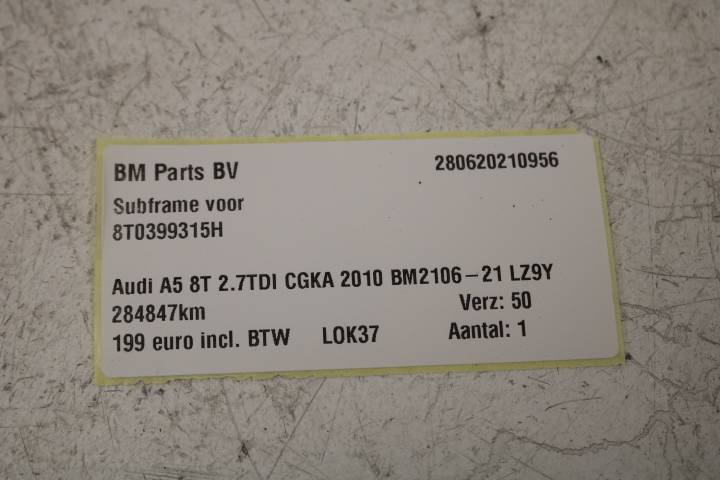 BM Parts BV 280620210956
Subframe voor
8T0399315H
Audi A5 8T 2.7TDI CGKA 2010 BM2106-21 LZ9Y
284847km Verz: 50
199 euro incl. BTW LOK37 Aantal: 1